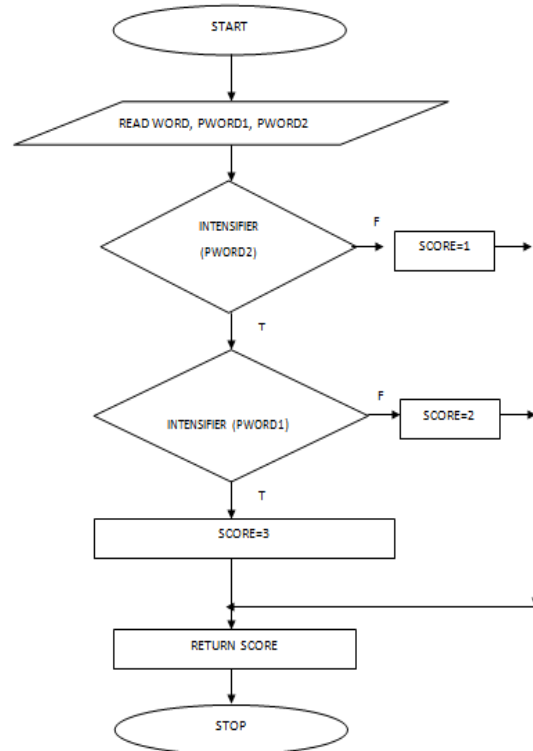 START
READ WORD, PWORD1, PWORD2
INTENSIFIER
(PWORD2)
F
SCORE=1
T
INTENSIFIER (PWORD1)
F
SCORE=2
T
SCORE=3
RETURN SCORE
STOP